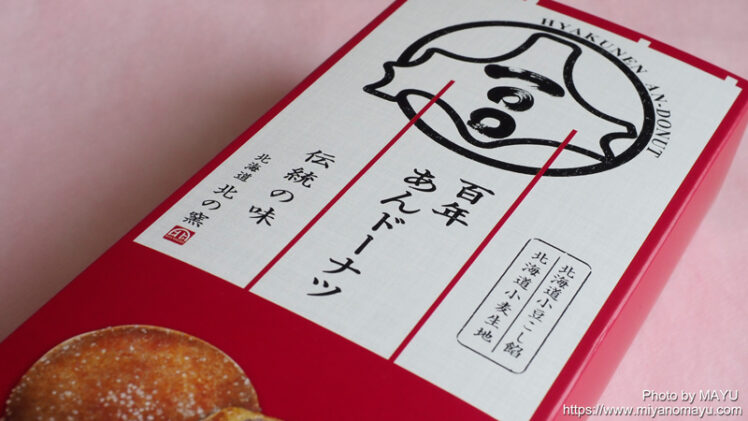 HYAKUNEN AN-DONUT
北海道小豆こし餡
北海道小麦生地
百年
あんドーナツ
伝統の味
北海道 北の窯
Photo by MAYU
https://www.miyanomayu.com